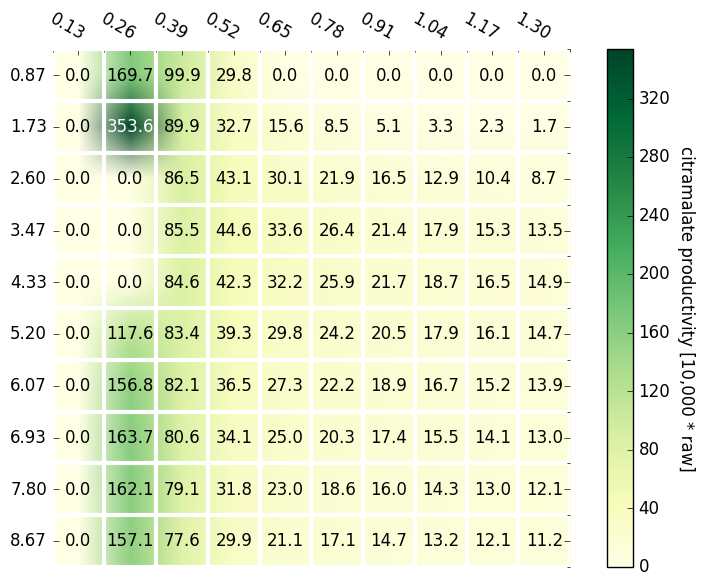 0.13 0.26 0.39 0.52 0.65 0.78 0.91 1.04 1.17 1.30
0.87 0.0 169.7 99.9 29.8 0.0 0.0 0.0 0.0 0.0 0.0
1.73 0.0 353.6 89.9 32.7 15.6 8.5 5.1 3.3 2.3 1.7
2.60 0.0 0.0 86.5 43.1 30.1 21.9 16.5 12.9 10.4 8.7
3.47 0.0 0.0 85.5 44.6 33.6 26.4 21.4 17.9 15.3 13.5
4.33 0.0 0.0 84.6 42.3 32.2 25.9 21.7 18.7 16.5 14.9
5.20 0.0 117.6 83.4 39.3 29.8 24.2 20.5 17.9 16.1 14.7
6.07 0.0 156.8 82.1 36.5 27.3 22.2 18.9 16.7 15.2 13.9
6.93 0.0 163.7 80.6 34.1 25.0 20.3 17.4 15.5 14.1 13.0
7.80 0.0 162.1 79.1 31.8 23.0 18.6 16.0 14.3 13.0 12.1
8.67 0.0 157.1 77.6 29.9 21.1 17.1 14.7 13.2 12.1 11.2
320
280
240
200
160
120
80
40
0
citramalate productivity [10,000 * raw]